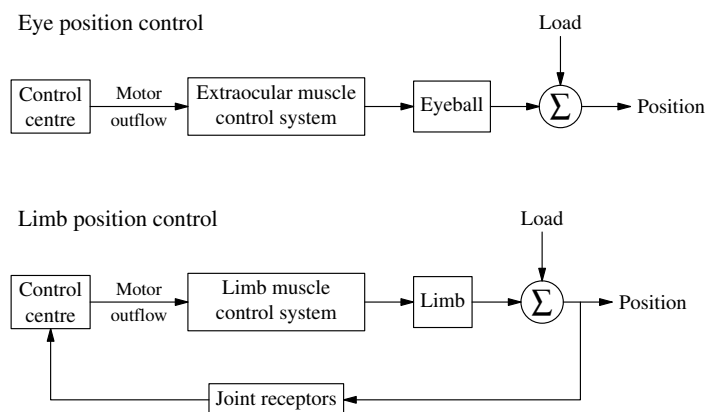 Eye position control
Load
Control
centre
Motor
outflow
Extraocular muscle
control system
Eyeball
Σ
Position
Limb position control
Load
Control
centre
Motor
outflow
Limb muscle
control system
Limb
Σ
Position
Joint receptors